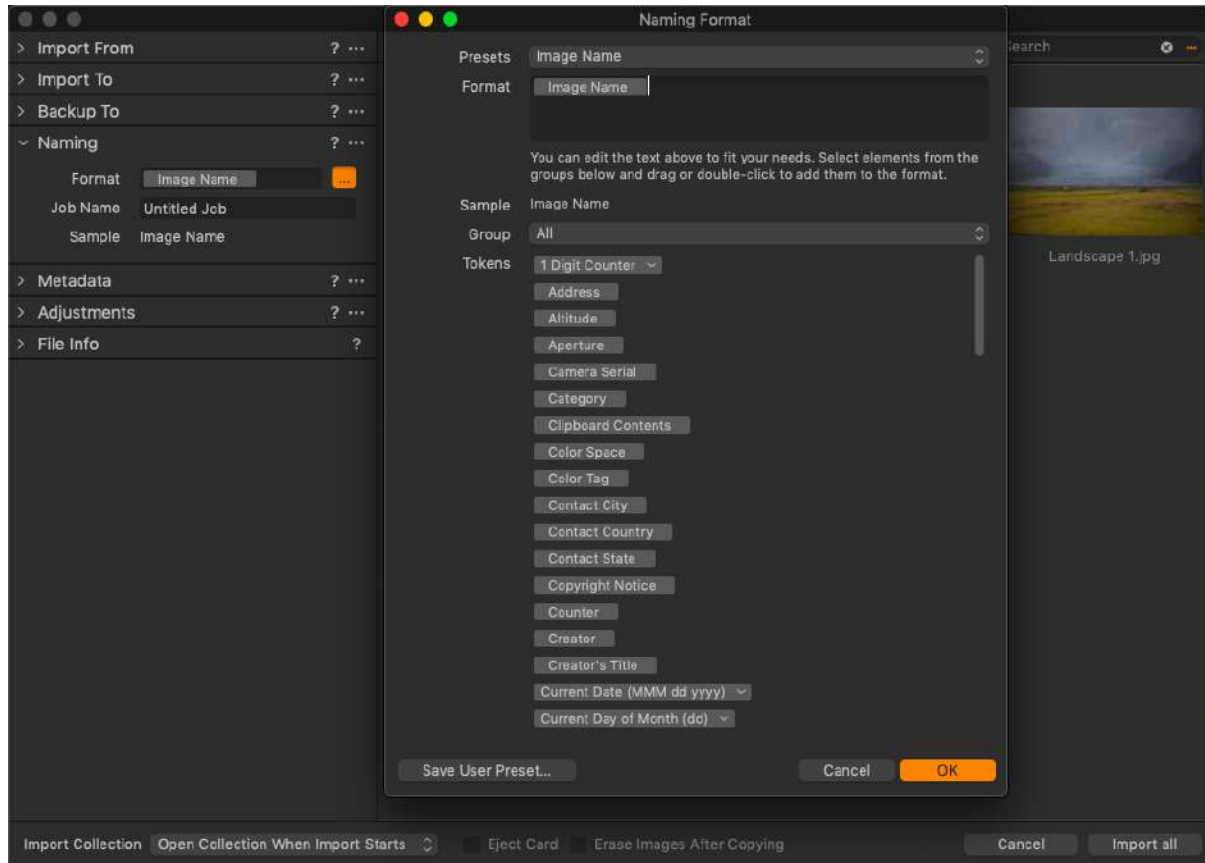 Naming Format
Import From ? ...
Import To ? ...
Backup To ? ...
Naming ? ...
Format Image Name ...
Job Name Untitled Job
Sample Image Name
Metadata ? ...
Adjustments ? ...
File Info ?
Presets Image Name
Format Image Name
You can edit the text above to fit your needs. Select elements from the
groups below and drag or double-click to add them to the format.
Sample Image Name
Group All
Tokens 1 Digit Counter
Address
Altitude
Aperture
Camera Serial
Category
Clipboard Contents
Color Space
Color Tag
Contact City
Contact Country
Contact State
Copyright Notice
Counter
Creator
Creator's Title
Current Date (MMM dd yyyy)
Current Day of Month (dd)
Save User Preset... Cancel OK
Search
Landscape 1.jpg
Import Collection Open Collection When Import Starts Eject Card Erase Images After Copying Cancel Import all